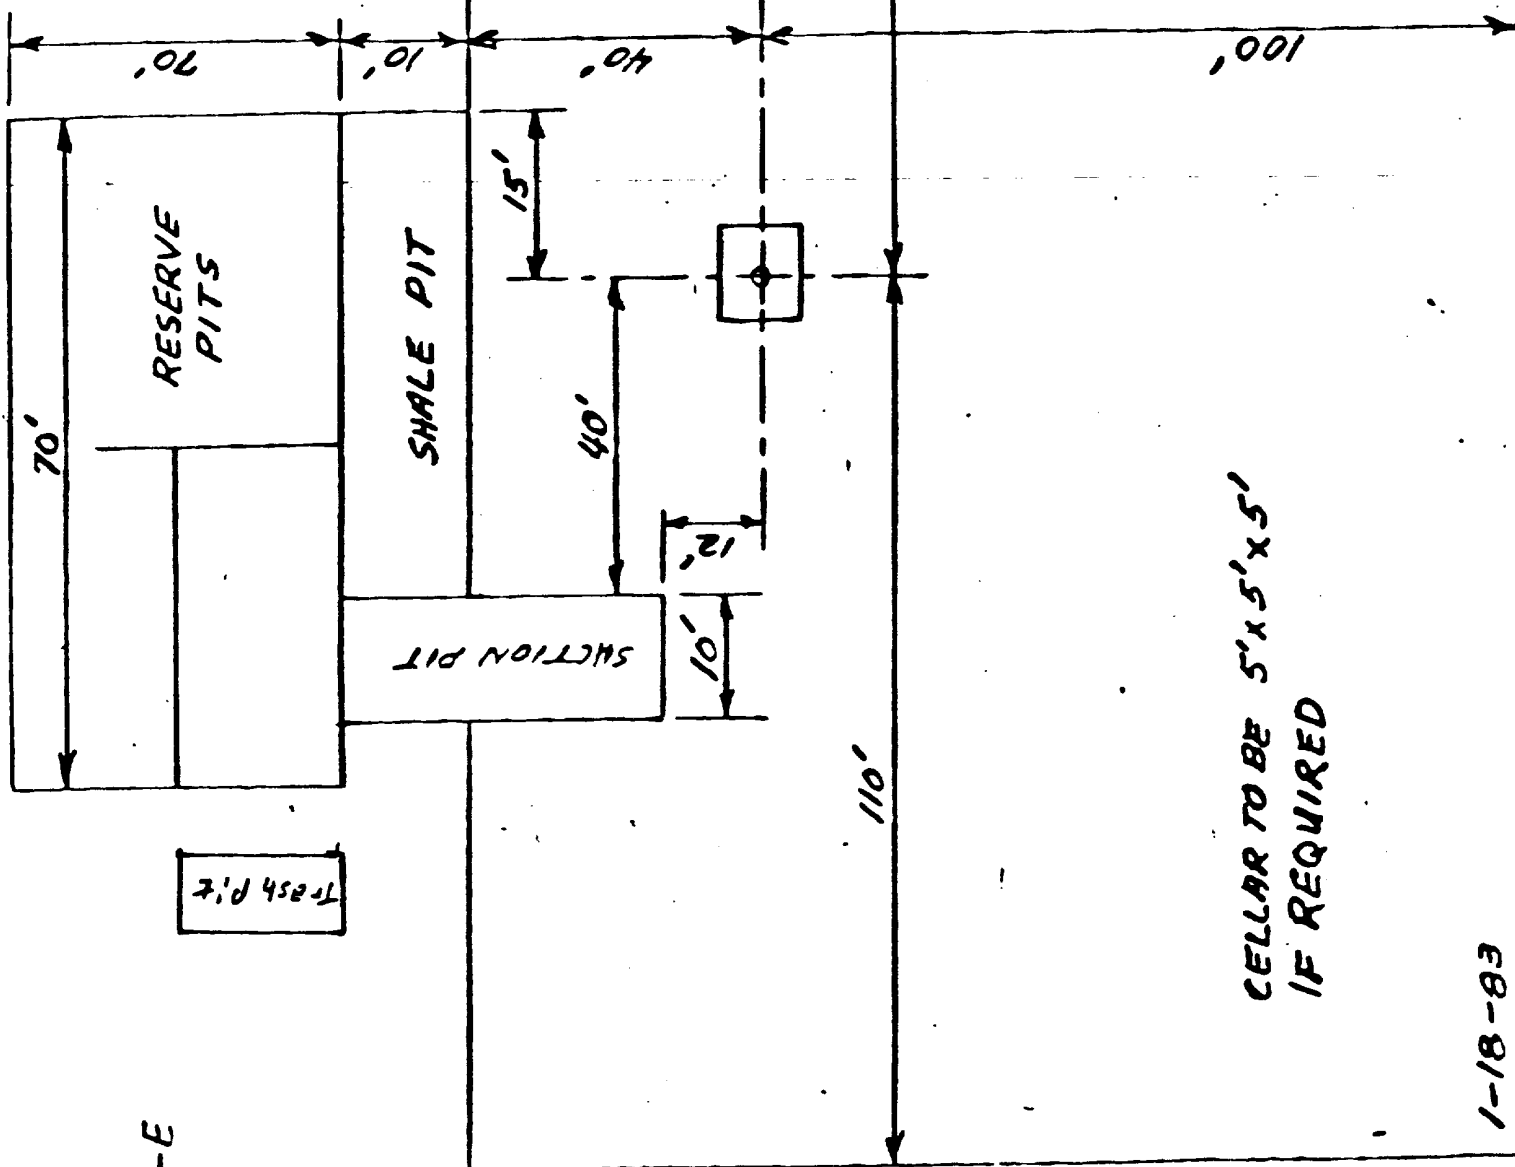 70'
10'
40'
100'
70'
RESERVE
PITS
SHALE PIT
15'
40'
12'
SUCTION PIT
10'
Trash Pit
110'
CELLAR TO BE 5'x5'x5'
IF REQUIRED
-E
1-18-83